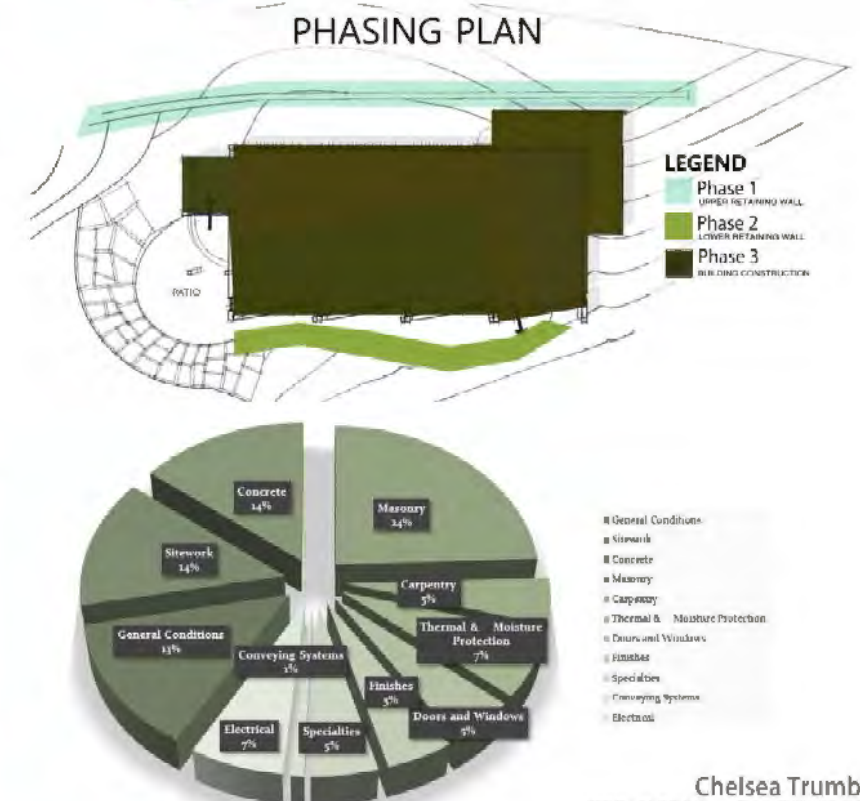 PHASING PLAN
LEGEND
Phase 1
UPPER RETAINING WALL
Phase 2
LOWER RETAINING WALL
Phase 3
BUILDING CONSTRUCTION
PATIO
Concrete
14%
Masonry
24%
Sitework
14%
Carpentry
5%
Thermal & Moisture
Protection
7%
General Conditions
13%
Conveying Systems
1%
Finishes
5%
Doors and Windows
5%
Electrical
7%
Specialties
5%
General Conditions
Sitework
Concrete
Masonry
Carpentry
Thermal & Moisture Protection
Doors and Windows
Finishes
Specialties
Conveying Systems
Electrical
Chelsea Trumb